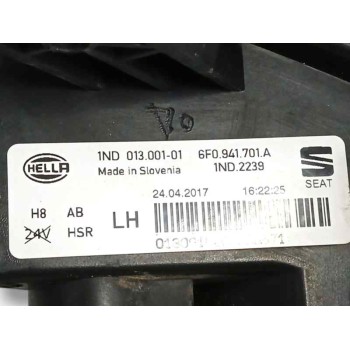 HELLA
1ND 013.001-01 6F0.941.701.A
Made in Slovenia 1ND.2239
SEAT
24.04.2017 16:22:25
H8 AB
24V HSR
LH